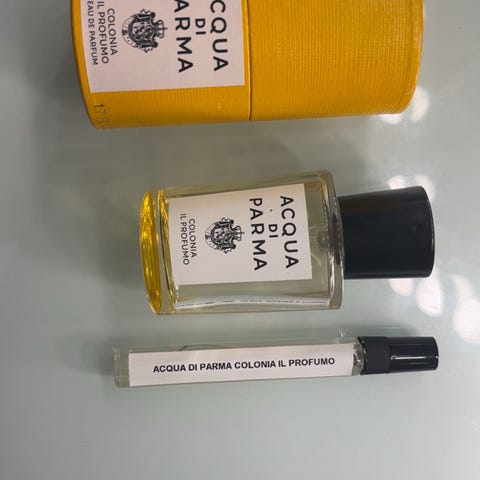 ACQUA
DI
PARMA
COLONIA
IL PROFUMO
EAU DE PARFUM
ACQUA
DI
PARMA
COLONIA
IL PROFUMO
ACQUA DI PARMA COLONIA IL PROFUMO